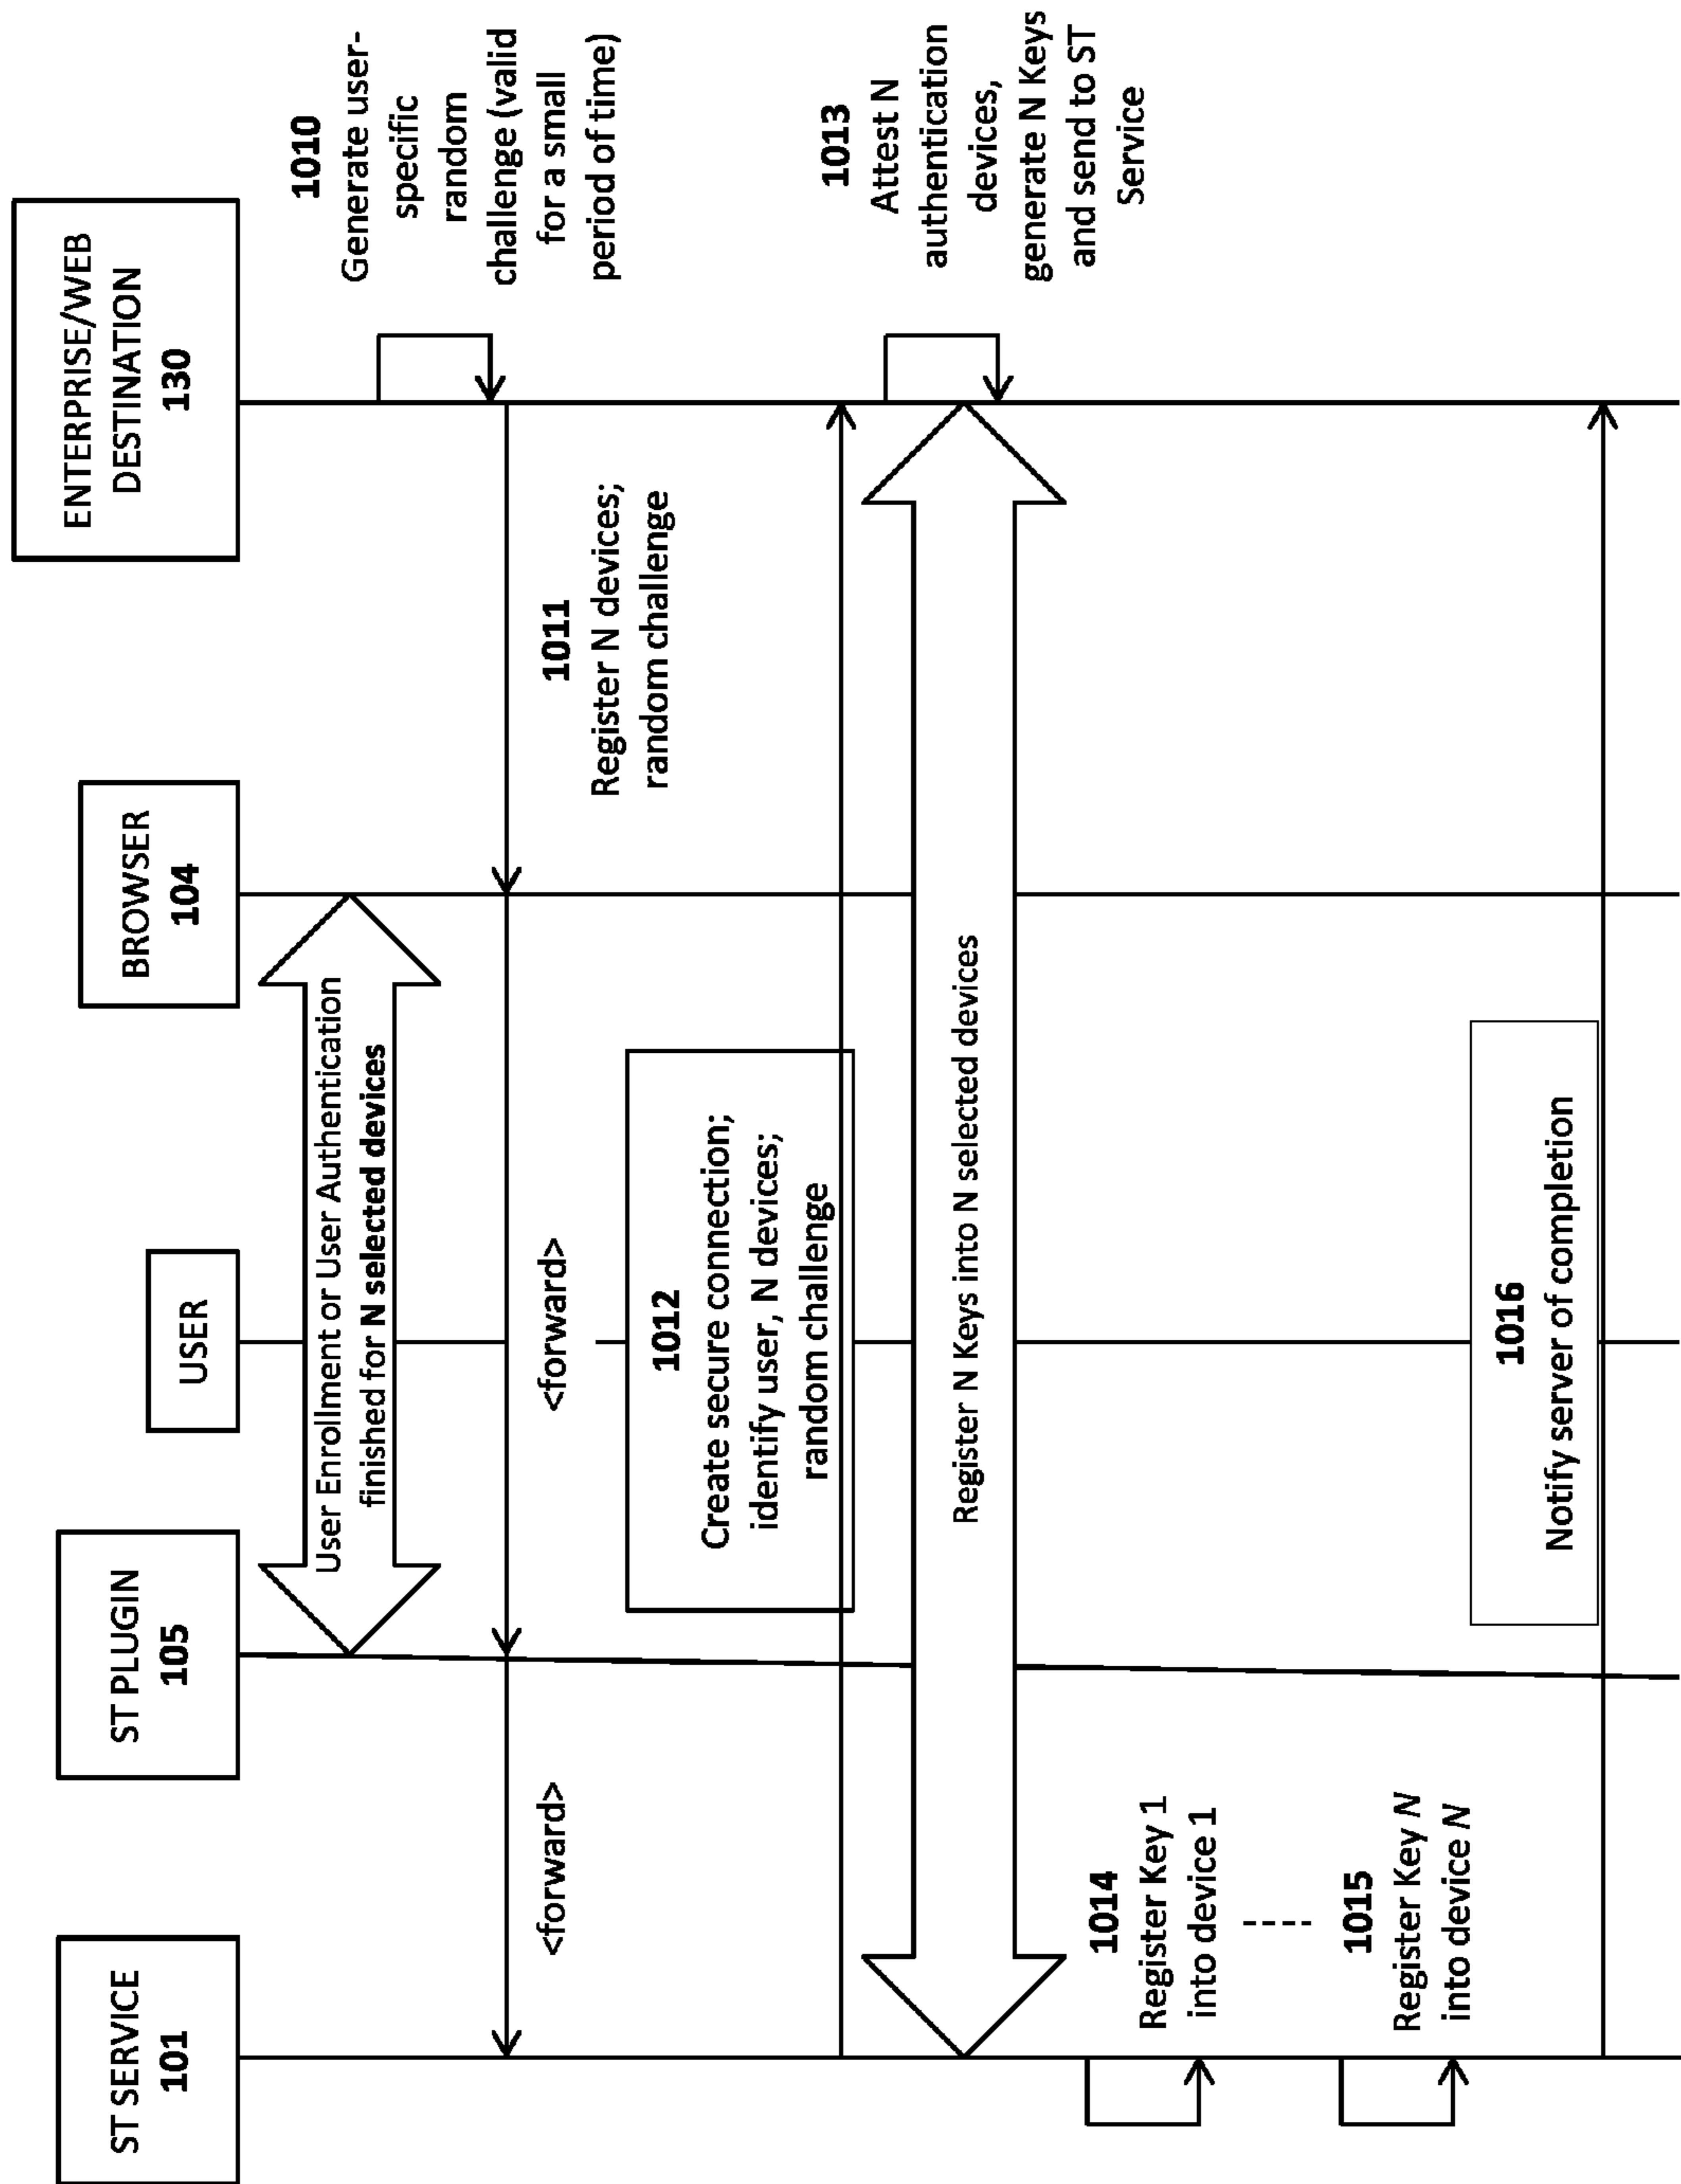 ST SERVICE
101
ST PLUGIN
105
USER
BROWSER
104
ENTERPRISE/WEB
DESTINATION
130
User Enrollment or User Authentication
finished for N selected devices
1010
Generate user-
specific
random
challenge (valid
for a small
period of time)
<forward>
<forward>
1011
Register N devices;
random challenge
1012
Create secure connection;
identify user, N devices;
random challenge
Register N Keys into N selected devices
1013
Attest N
authentication
devices,
generate N Keys
and send to ST
Service
1014
Register Key 1
into device 1
1015
Register Key N
into device N
1016
Notify server of completion